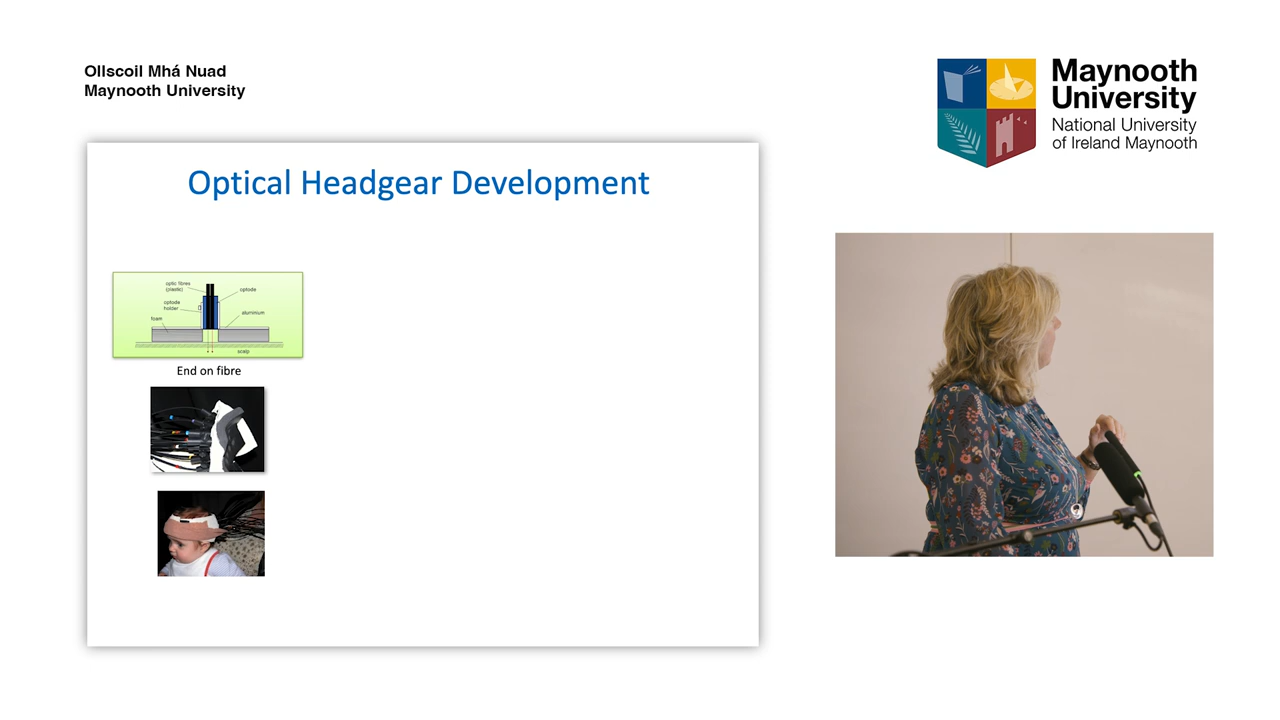 Ollscoil Mhá Nuad
Maynooth University
Maynooth
University
National University
of Ireland Maynooth
Optical Headgear Development
optic fibres
(plastic)
optode
optode
holder
aluminium
foam
scalp
End on fibre